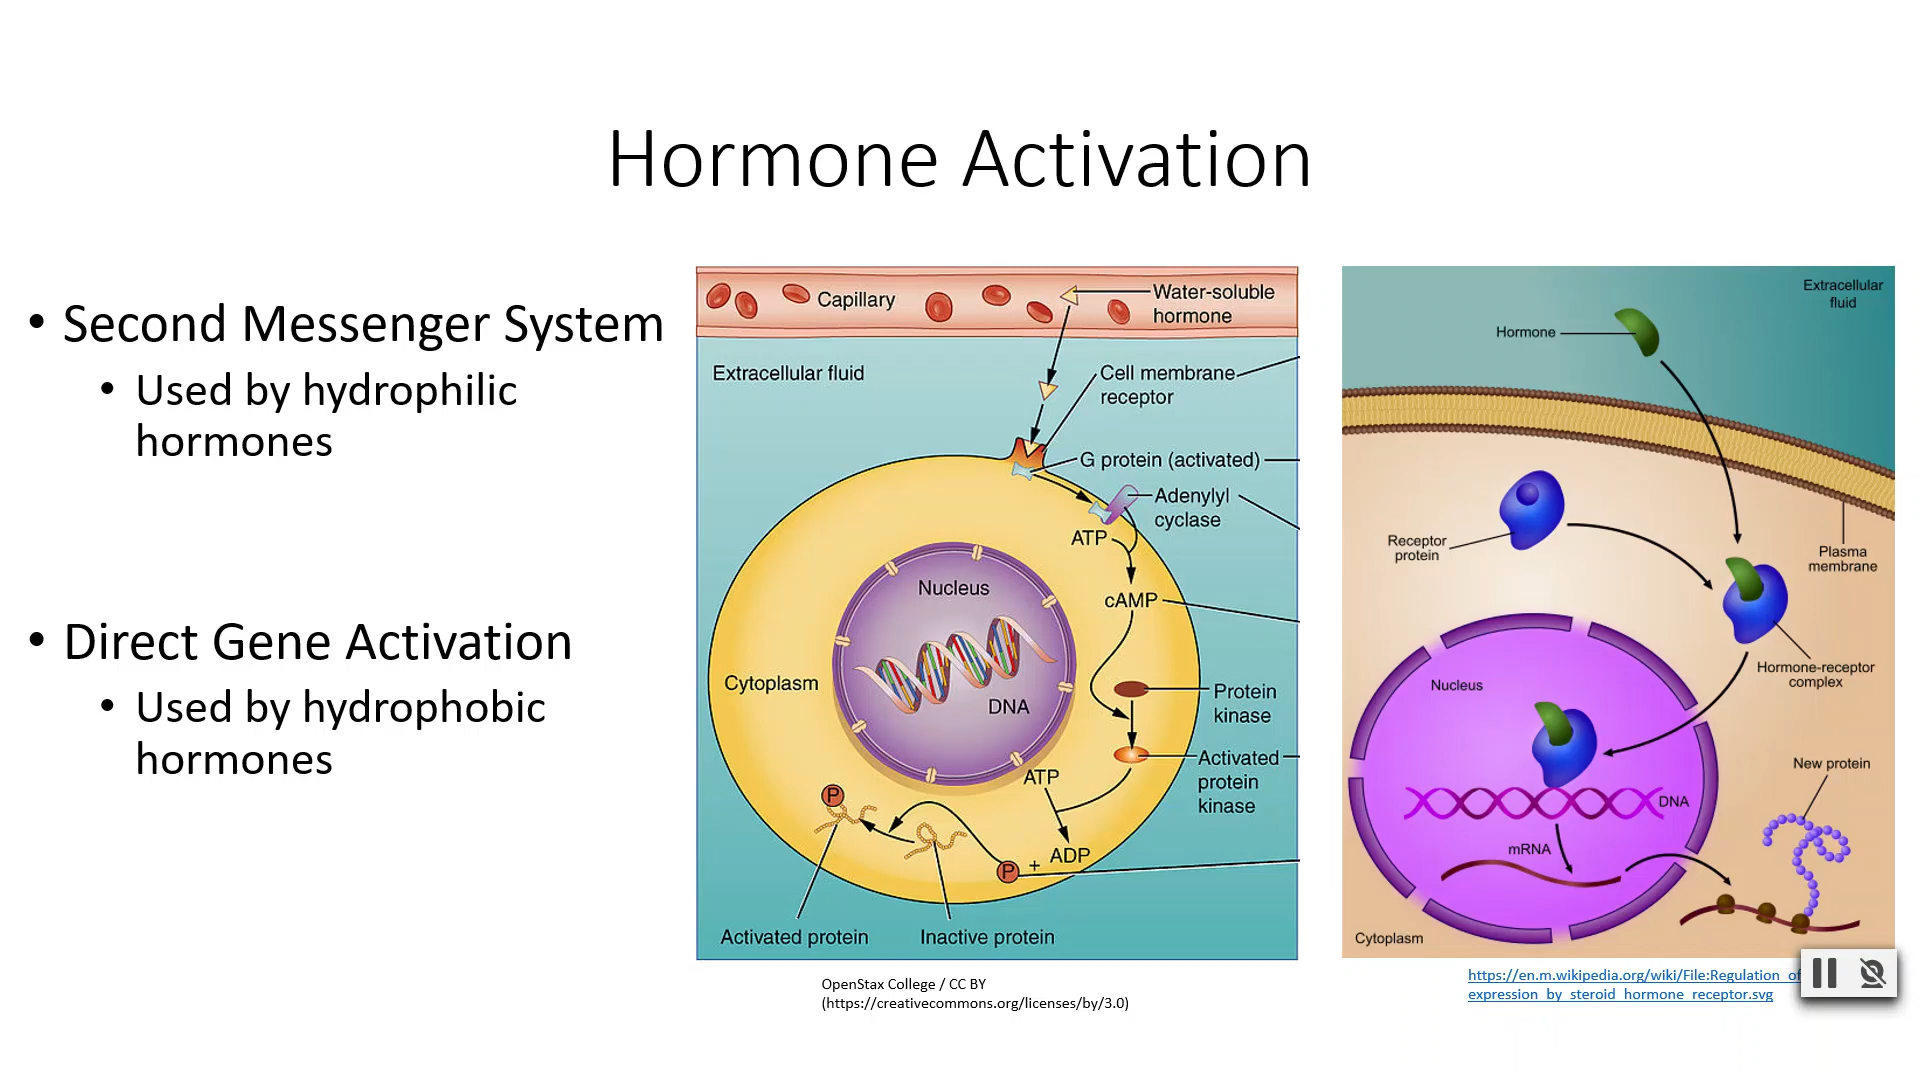 Hormone Activation
• Second Messenger System
• Used by hydrophilic
hormones
• Direct Gene Activation
• Used by hydrophobic
hormones
Capillary
Water-soluble
hormone
Extracellular fluid
Cell membrane
receptor
G protein (activated)
Adenylyl
cyclase
ATP
cAMP
Nucleus
DNA
Cytoplasm
Protein
kinase
Activated
protein
kinase
ATP
ADP
P
P
+
Activated protein
Inactive protein
OpenStax College / CC BY
(https://creativecommons.org/licenses/by/3.0)
Extracellular
fluid
Hormone
Receptor
protein
Plasma
membrane
Hormone-receptor
complex
Nucleus
DNA
mRNA
New protein
Cytoplasm
https://en.m.wikipedia.org/wiki/File:Regulation_of
expression_by_steroid_hormone_receptor.svg